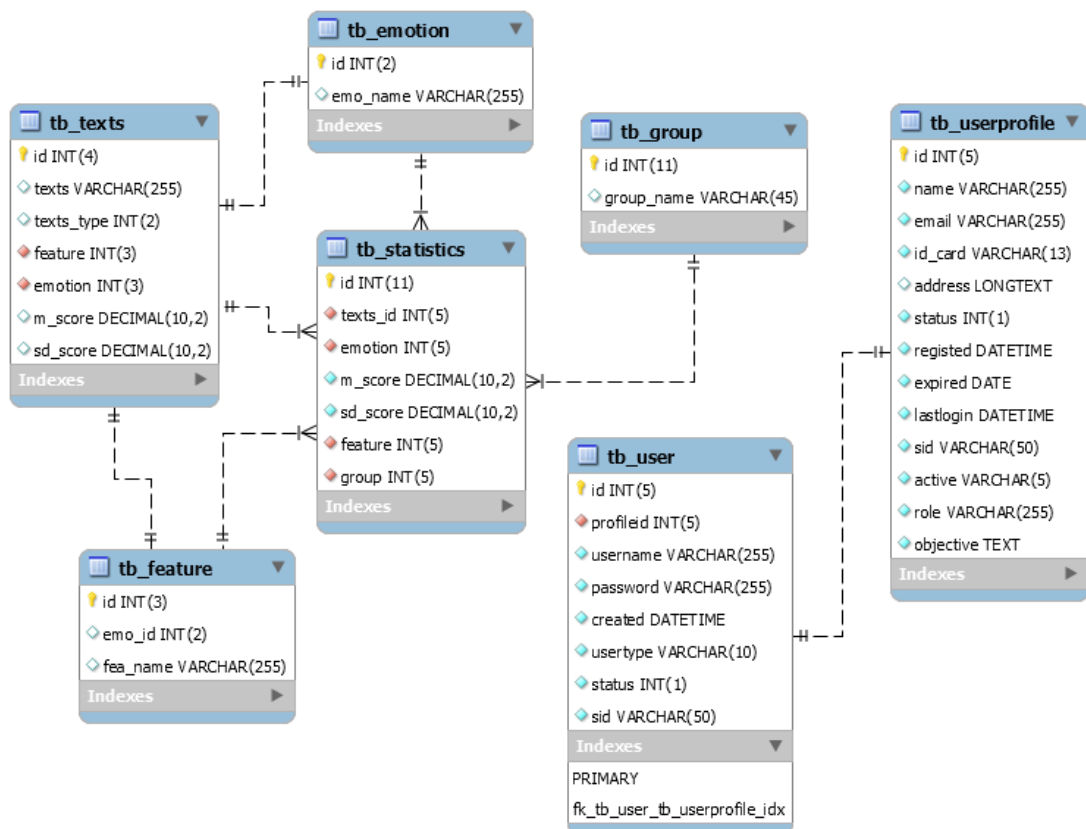 tb_emotion
id INT(2)
emo_name VARCHAR(255)
Indexes
tb_texts
id INT(4)
texts VARCHAR(255)
texts_type INT(2)
feature INT(3)
emotion INT(3)
m_score DECIMAL(10,2)
sd_score DECIMAL(10,2)
Indexes
tb_group
id INT(11)
group_name VARCHAR(45)
Indexes
tb_userprofile
id INT(5)
name VARCHAR(255)
email VARCHAR(255)
id_card VARCHAR(13)
address LONGTEXT
status INT(1)
registed DATETIME
expired DATE
lastlogin DATETIME
sid VARCHAR(50)
active VARCHAR(5)
role VARCHAR(255)
objective TEXT
Indexes
tb_statistics
id INT(11)
texts_id INT(5)
emotion INT(5)
m_score DECIMAL(10,2)
sd_score DECIMAL(10,2)
feature INT(5)
group INT(5)
Indexes
tb_user
id INT(5)
profileid INT(5)
username VARCHAR(255)
password VARCHAR(255)
created DATETIME
usertype VARCHAR(10)
status INT(1)
sid VARCHAR(50)
Indexes
PRIMARY
fk_tb_user_tb_userprofile_idx
tb_feature
id INT(3)
emo_id INT(2)
fea_name VARCHAR(255)
Indexes